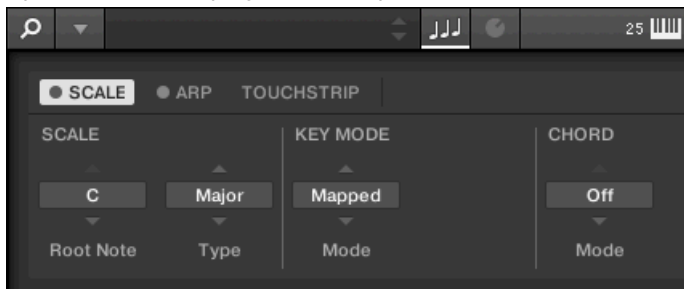 25
SCALE ARP TOUCHSTRIP
SCALE KEY MODE CHORD
C Major Mapped Off
Root Note Type Mode Mode